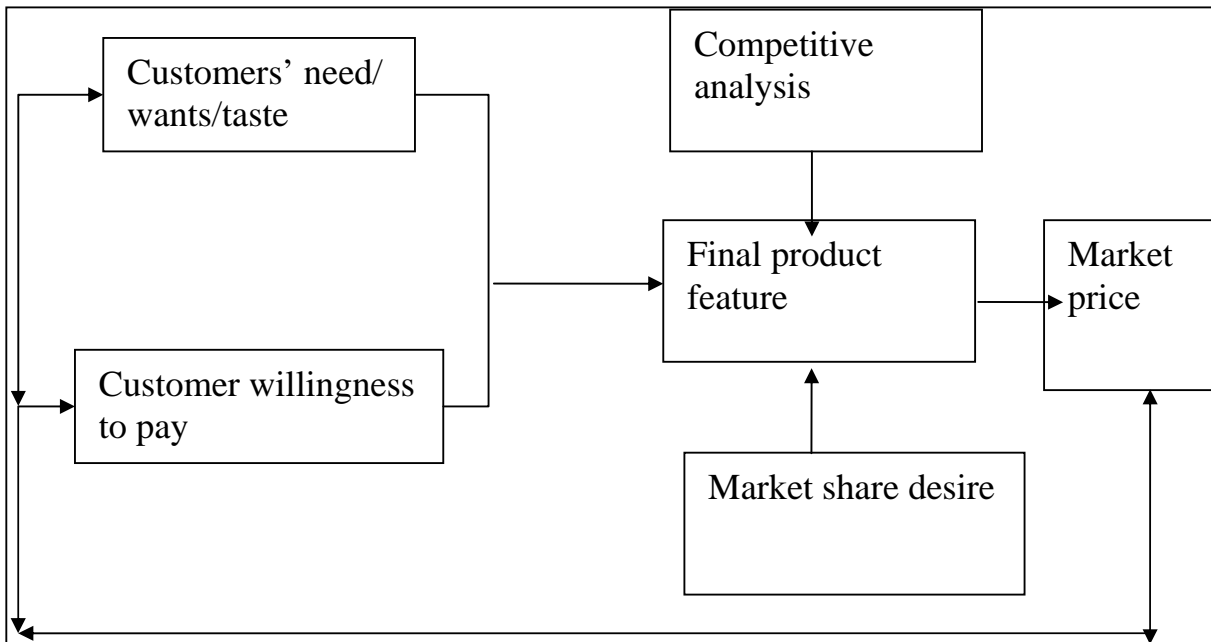 Customers’ need/
wants/taste
Competitive
analysis
Final product
feature
Market
price
Customer willingness
to pay
Market share desire